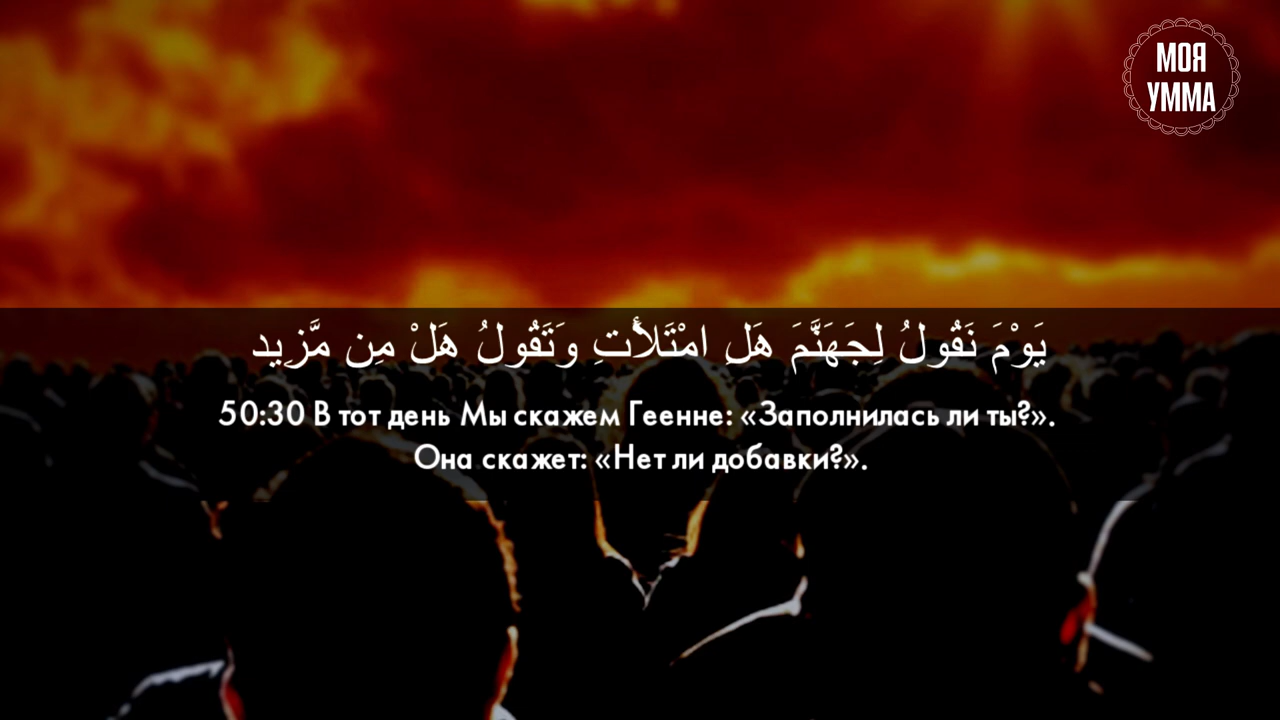 МОЯ
УММА
يَوْمَ نَقُولُ لِجَهَنَّمَ هَلِ امْتَلَأْتِ وَتَقُولُ هَلْ مِن مَّزِيد
50:30 В тот день Мы скажем Геенне: «Заполнилась ли ты?».
Она скажет: «Нет ли добавки?».